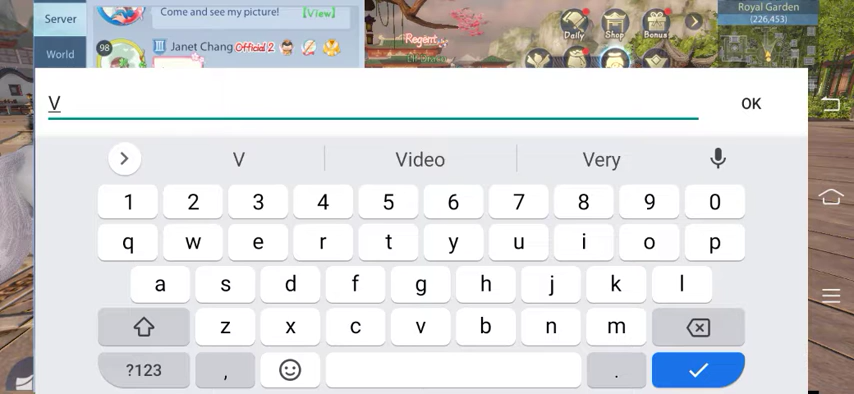 Server
World
Come and see my picture! [View]
98
Janet Chang Official 2
Regent
Daily
Shop
Bonus
Royal Garden
(226,453)
V
OK
V
Video
Very
1 2 3 4 5 6 7 8 9 0
q w e r t y u i o p
a s d f g h j k l
z x c v b n m
?123 , .